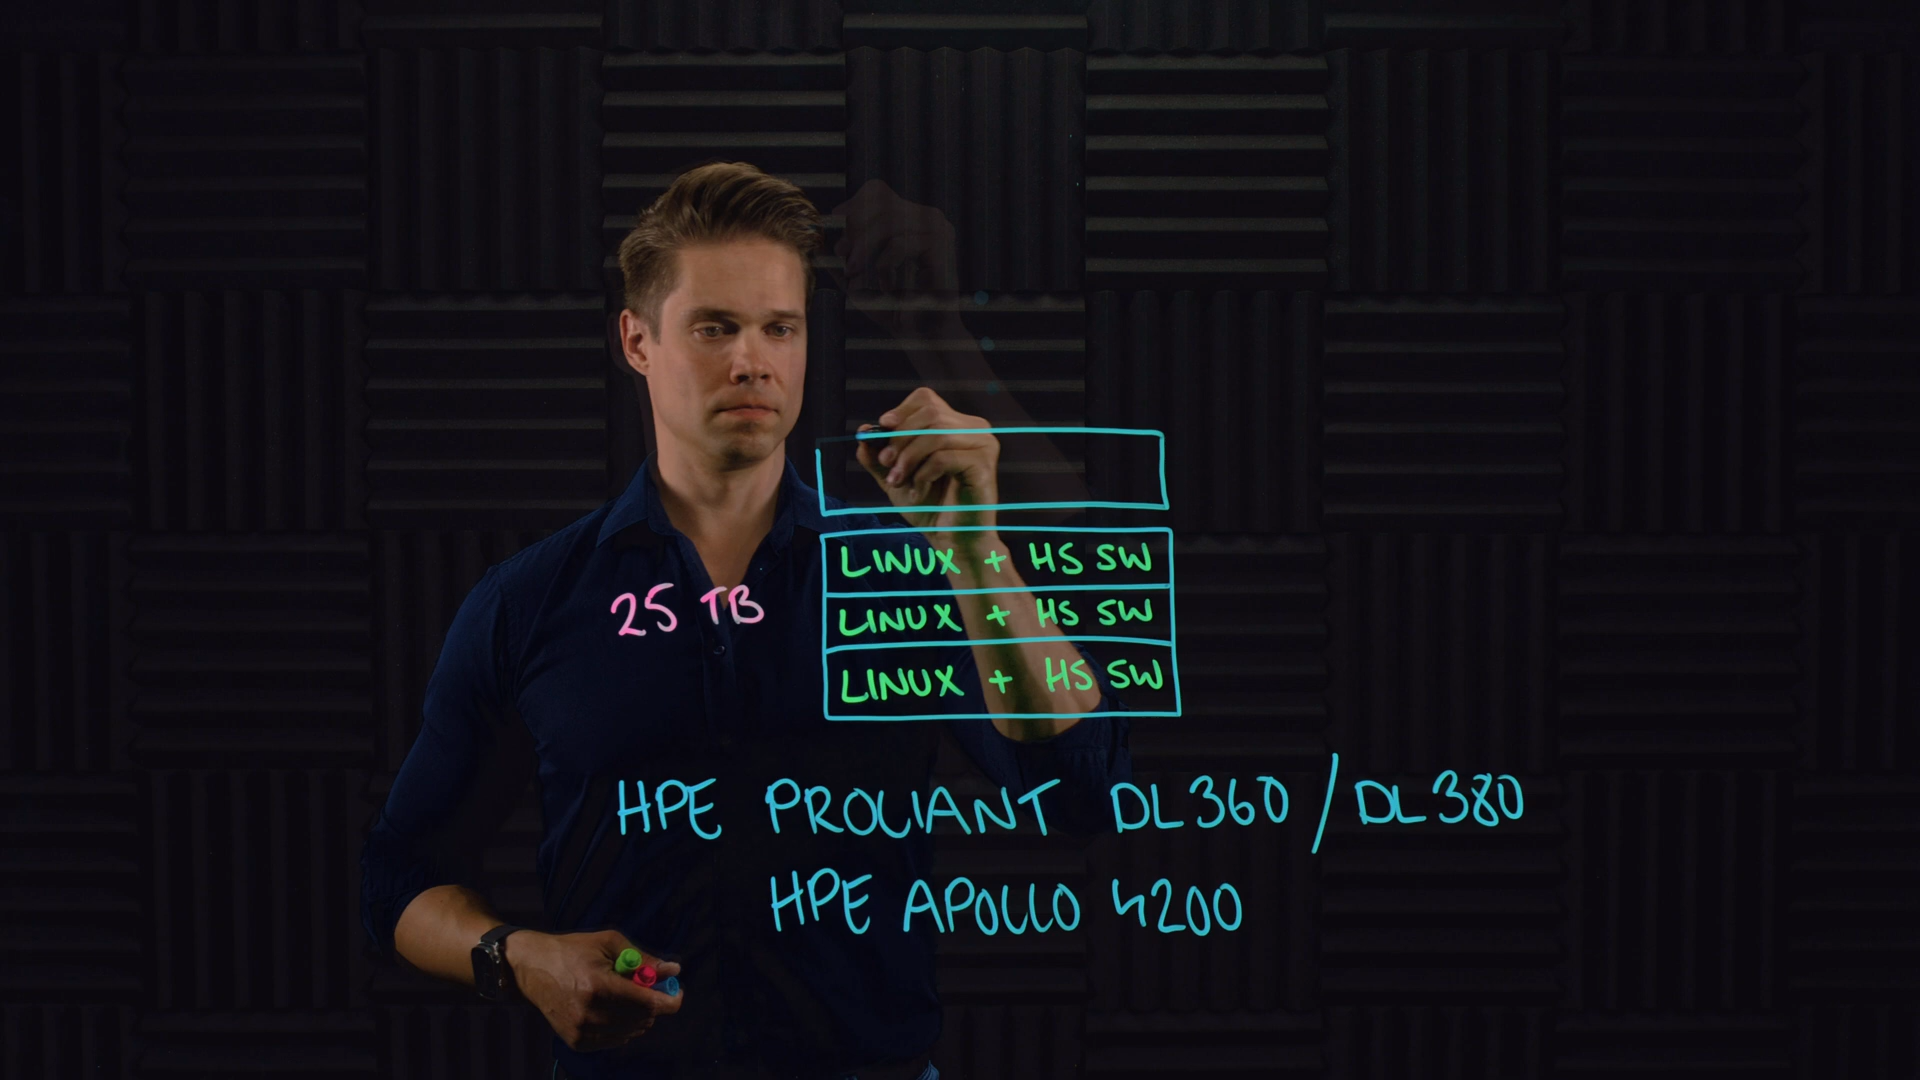 LINUX + HS SW
25 TB
LINUX + HS SW
LINUX + HS SW
HPE PROLIANT DL360/DL380
HPE APOLLO 4200